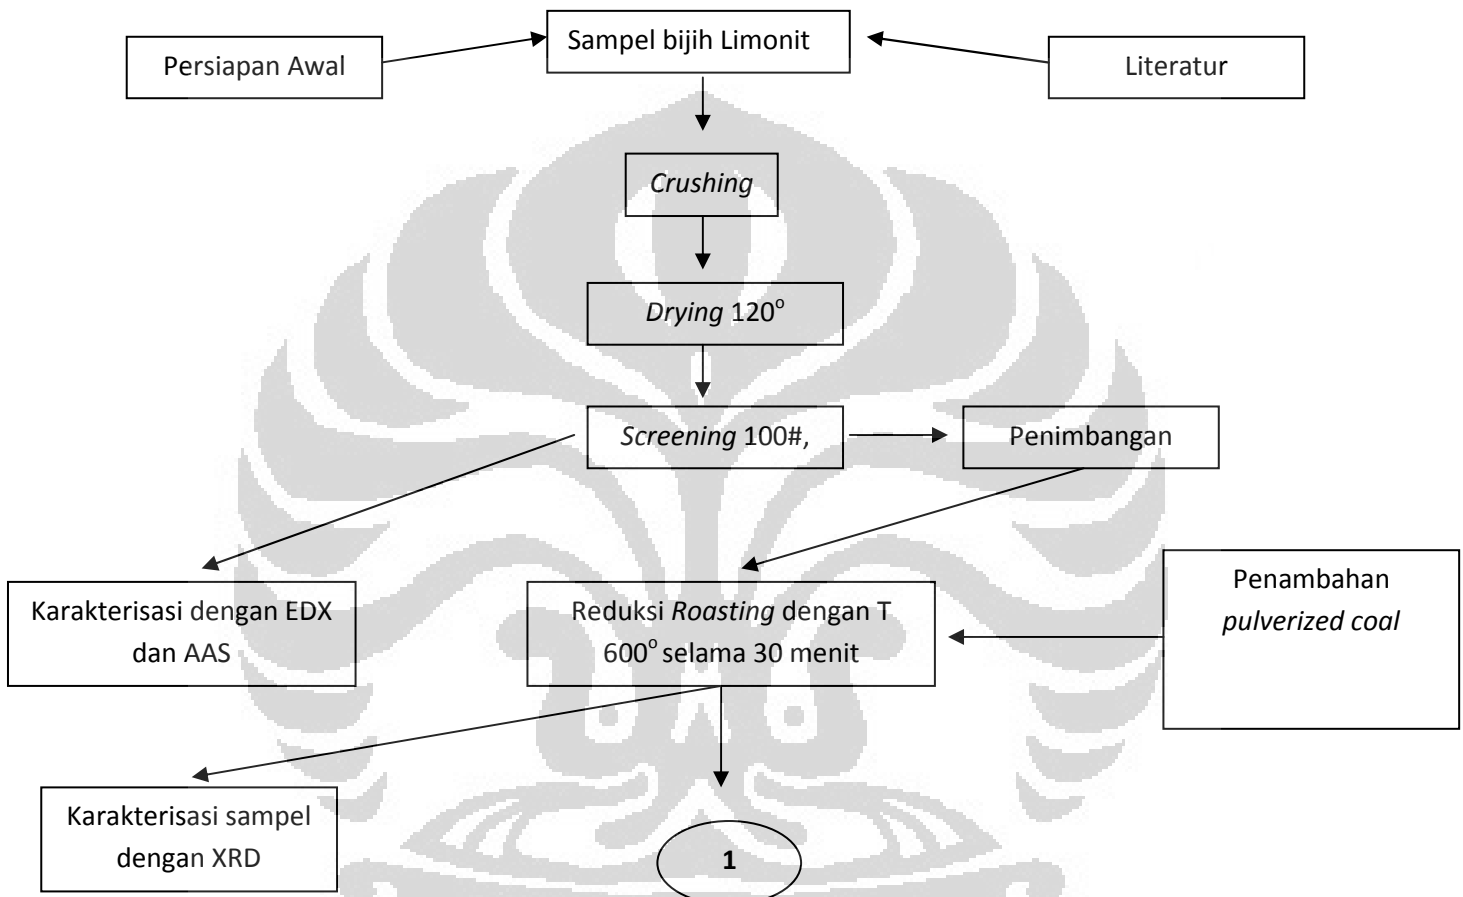 Sampel bijih Limonit
Persiapan Awal
Literatur
Crushing
Drying 120°
Screening 100#,
Penimbangan
Karakterisasi dengan EDX
dan AAS
Reduksi Roasting dengan T
600° selama 30 menit
Penambahan
pulverized coal
Karakterisasi sampel
dengan XRD
1